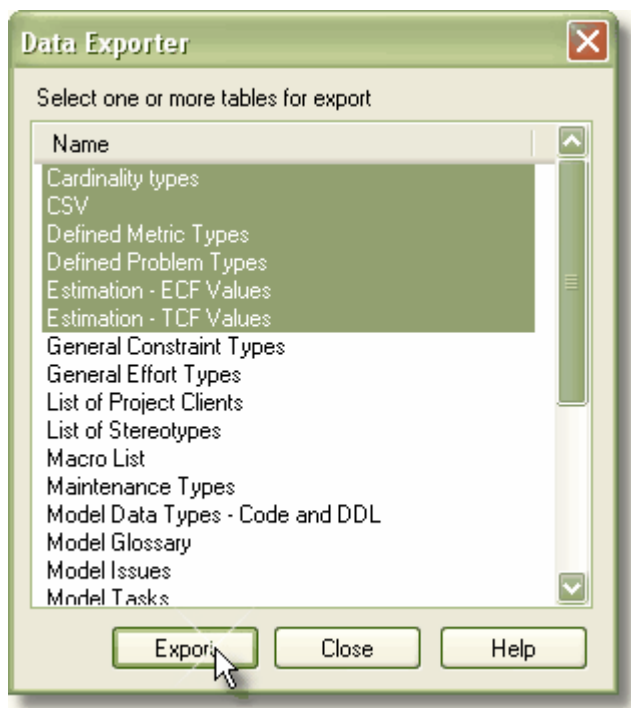 Data Exporter
Select one or more tables for export
Name
Cardinality types
CSV
Defined Metric Types
Defined Problem Types
Estimation - ECF Values
Estimation - TCF Values
General Constraint Types
General Effort Types
List of Project Clients
List of Stereotypes
Macro List
Maintenance Types
Model Data Types - Code and DDL
Model Glossary
Model Issues
Model Tasks
Export Close Help